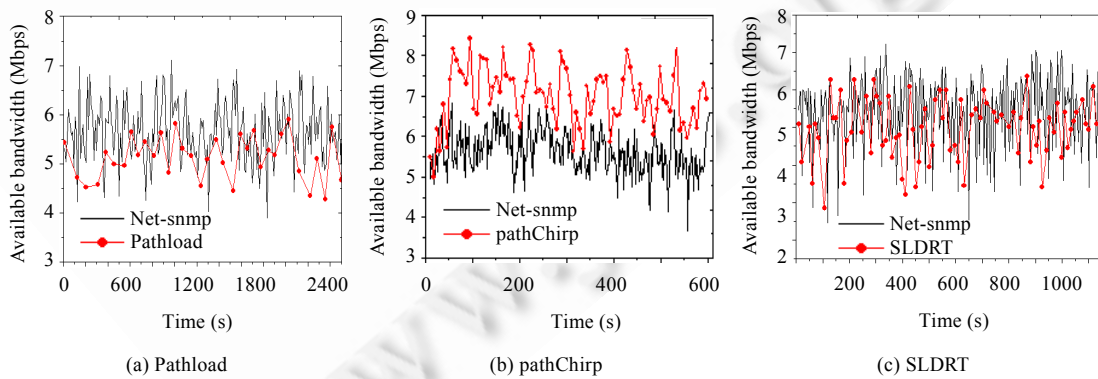 8
7
6
5
4
3
Available bandwidth (Mbps)
Net-snmp
Pathload
0 600 1200 1800 2400
Time (s)
(a) Pathload
9
8
7
6
5
4
3
Available bandwidth (Mbps)
Net-snmp
pathChirp
0 200 400 600
Time (s)
(b) pathChirp
8
7
6
5
4
3
2
2
Available bandwidth (Mbps)
Net-snmp
SLDRT
200 400 600 800 1000
Time (s)
(c) SLDRT